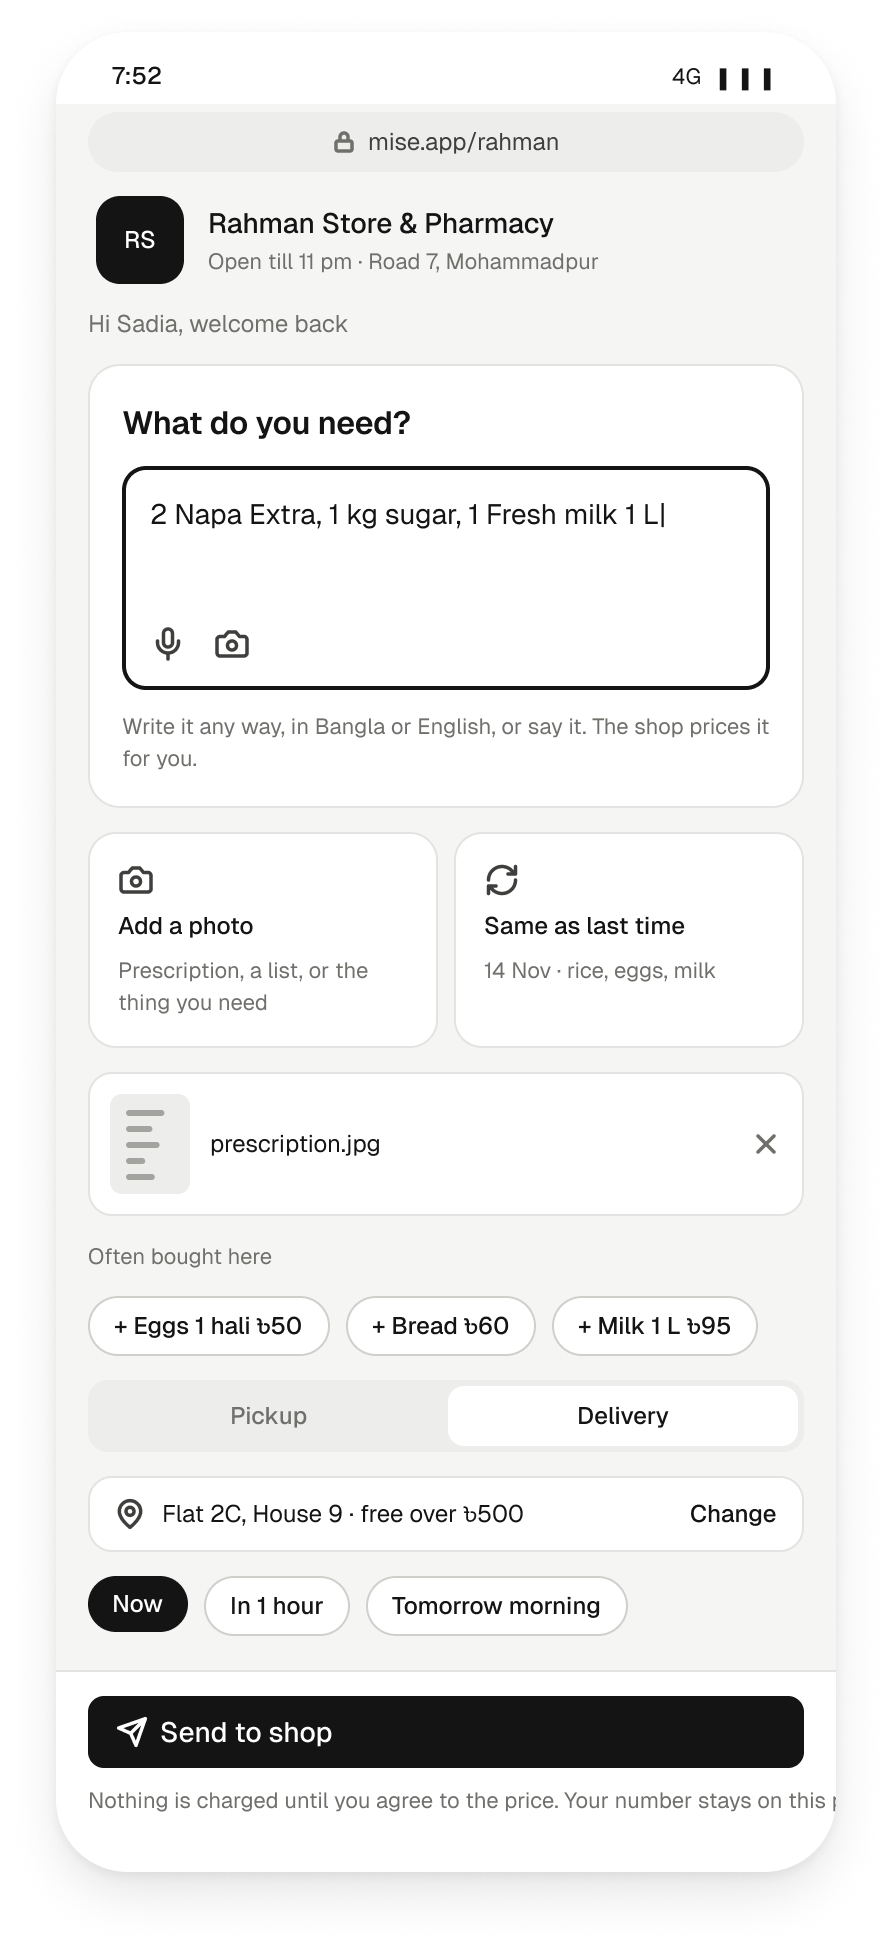 7:52
4G
mise.app/rahman
RS
Rahman Store & Pharmacy
Open till 11 pm · Road 7, Mohammadpur
Hi Sadia, welcome back
What do you need?
2 Napa Extra, 1 kg sugar, 1 Fresh milk 1 L|
Write it any way, in Bangla or English, or say it. The shop prices it
for you.
Add a photo
Prescription, a list, or the
thing you need
Same as last time
14 Nov · rice, eggs, milk
prescription.jpg
Often bought here
+ Eggs 1 hali ৳50
+ Bread ৳60
+ Milk 1 L ৳95
Pickup
Delivery
Flat 2C, House 9 · free over ৳500
Change
Now
In 1 hour
Tomorrow morning
Send to shop
Nothing is charged until you agree to the price. Your number stays on this